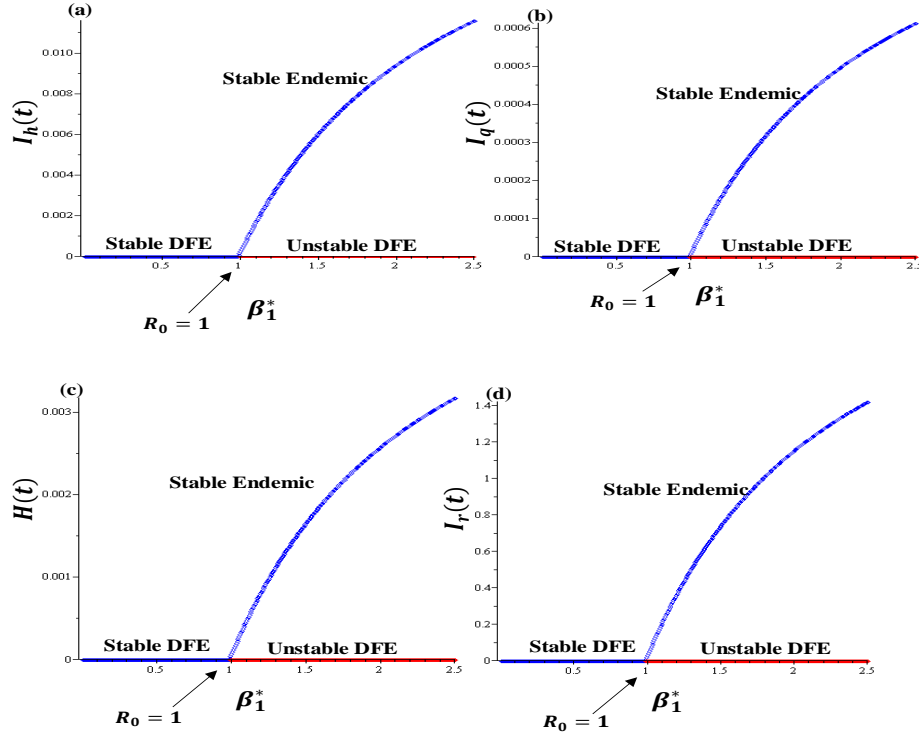 (a)
0.010
0.008
0.006
0.004
0.002
0
I_h(t)
Stable Endemic
Stable DFE
Unstable DFE
0.5
1
1.5
2
2.5
R_0 = 1
β_1^*
(b)
0.0006
0.0005
0.0004
0.0003
0.0002
0.0001
0
I_q(t)
Stable Endemic
Stable DFE
Unstable DFE
0.5
1
1.5
2
2.5
R_0 = 1
β_1^*
(c)
0.003
0.002
0.001
0
H(t)
Stable Endemic
Stable DFE
Unstable DFE
0.5
1
1.5
2
2.5
R_0 = 1
β_1^*
(d)
1.4
1.2
1
0.8
0.6
0.4
0.2
0
I_r(t)
Stable Endemic
Stable DFE
Unstable DFE
0.5
1
1.5
2
2.5
R_0 = 1
β_1^*